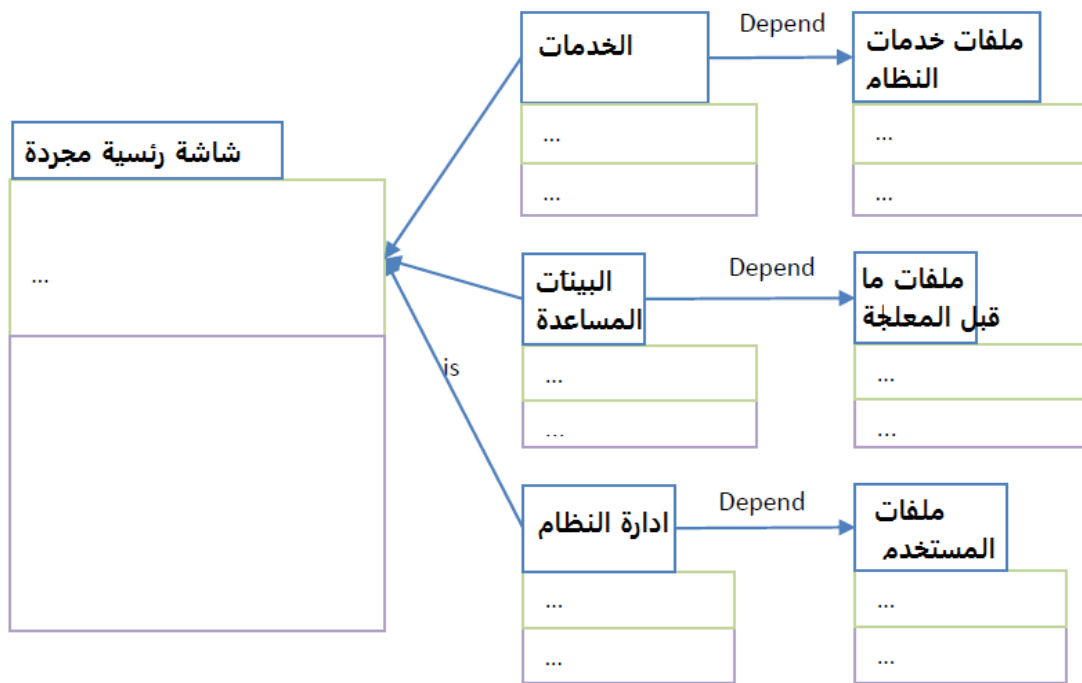 الخدمات
Depend
ملفات خدمات
النظام
...
...
...
...
شاشة رئسية مجردة
...
البيئات
المساعدة
Depend
ملفات ما
قبل المعلجة
...
...
...
...
is
ادارة النظام
Depend
ملفات
المستخدم
...
...
...
...